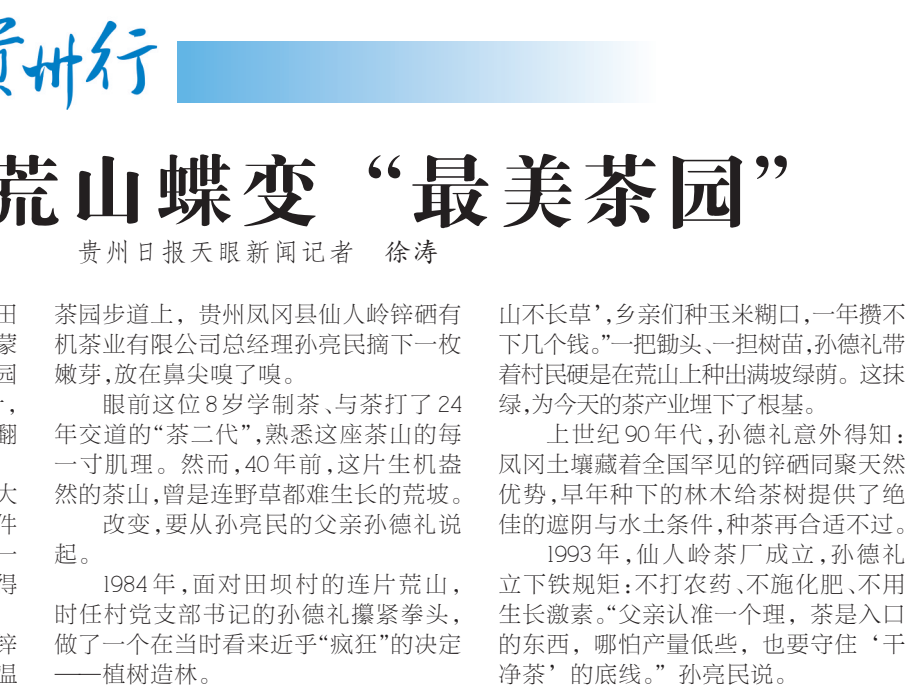 贵州行
荒山蝶变“最美茶园”
贵州日报天眼新闻记者 徐涛
田
蒙
园
，
翻
大
件
一
得
锌
温
茶园步道上，贵州凤冈县仙人岭锌硒有
机茶业有限公司总经理孙亮民摘下一枚
嫩芽，放在鼻尖嗅了嗅。
眼前这位8岁学制茶、与茶打了24
年交道的“茶二代”，熟悉这座茶山的每
一寸肌理。然而，40年前，这片生机盎
然的茶山，曾是连野草都难生长的荒坡。
改变，要从孙亮民的父亲孙德礼说
起。
1984年，面对田坝村的连片荒山，
时任村党支部书记的孙德礼攥紧拳头，
做了一个在当时看来近乎“疯狂”的决定
——植树造林。
山不长草’，乡亲们种玉米糊口，一年攒不
下几个钱。”一把锄头、一担树苗，孙德礼带
着村民硬是在荒山上种出满坡绿荫。这抹
绿，为今天的茶产业埋下了根基。
上世纪90年代，孙德礼意外得知：
凤冈土壤藏着全国罕见的锌硒同聚天然
优势，早年种下的林木给茶树提供了绝
佳的遮阴与水土条件，种茶再合适不过。
1993年，仙人岭茶厂成立，孙德礼
立下铁规矩：不打农药、不施化肥、不用
生长激素。“父亲认准一个理，茶是入口
的东西，哪怕产量低些，也要守住‘干
净茶’的底线。”孙亮民说。